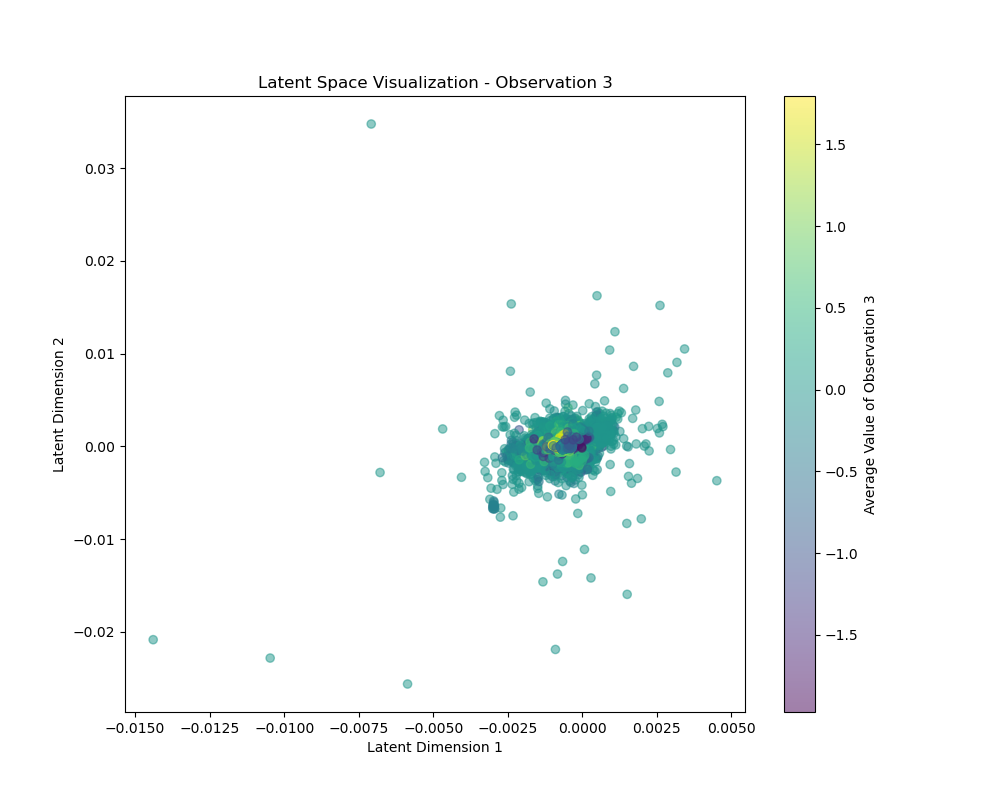 Latent Space Visualization - Observation 3
0.03
0.02
0.01
0.00
−0.01
−0.02
Latent Dimension 2
−0.0150 −0.0125 −0.0100 −0.0075 −0.0050 −0.0025 0.0000 0.0025 0.0050
Latent Dimension 1
1.5
1.0
0.5
0.0
−0.5
−1.0
−1.5
Average Value of Observation 3